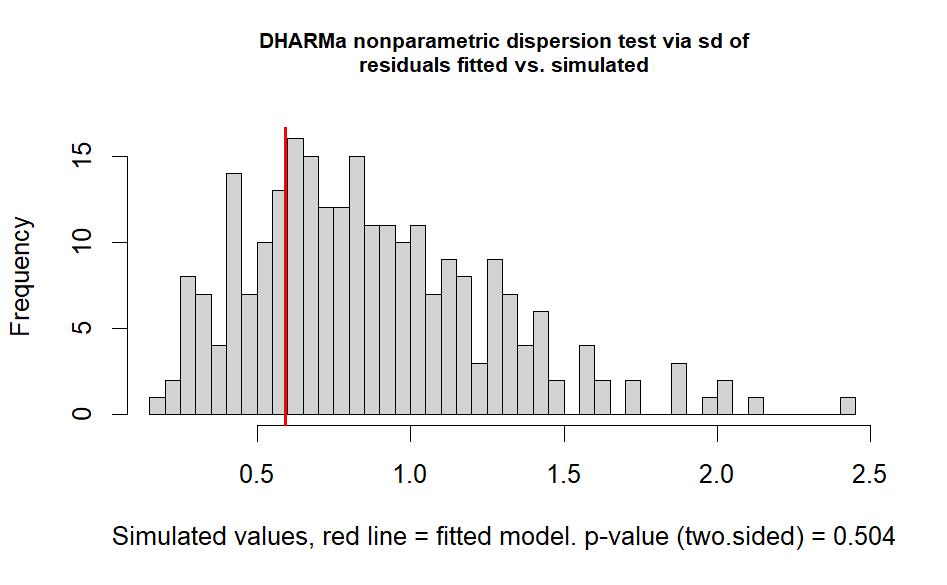 DHARMa nonparametric dispersion test via sd of
residuals fitted vs. simulated
Frequency
15
10
5
0
0.5 1.0 1.5 2.0 2.5
Simulated values, red line = fitted model. p-value (two.sided) = 0.504